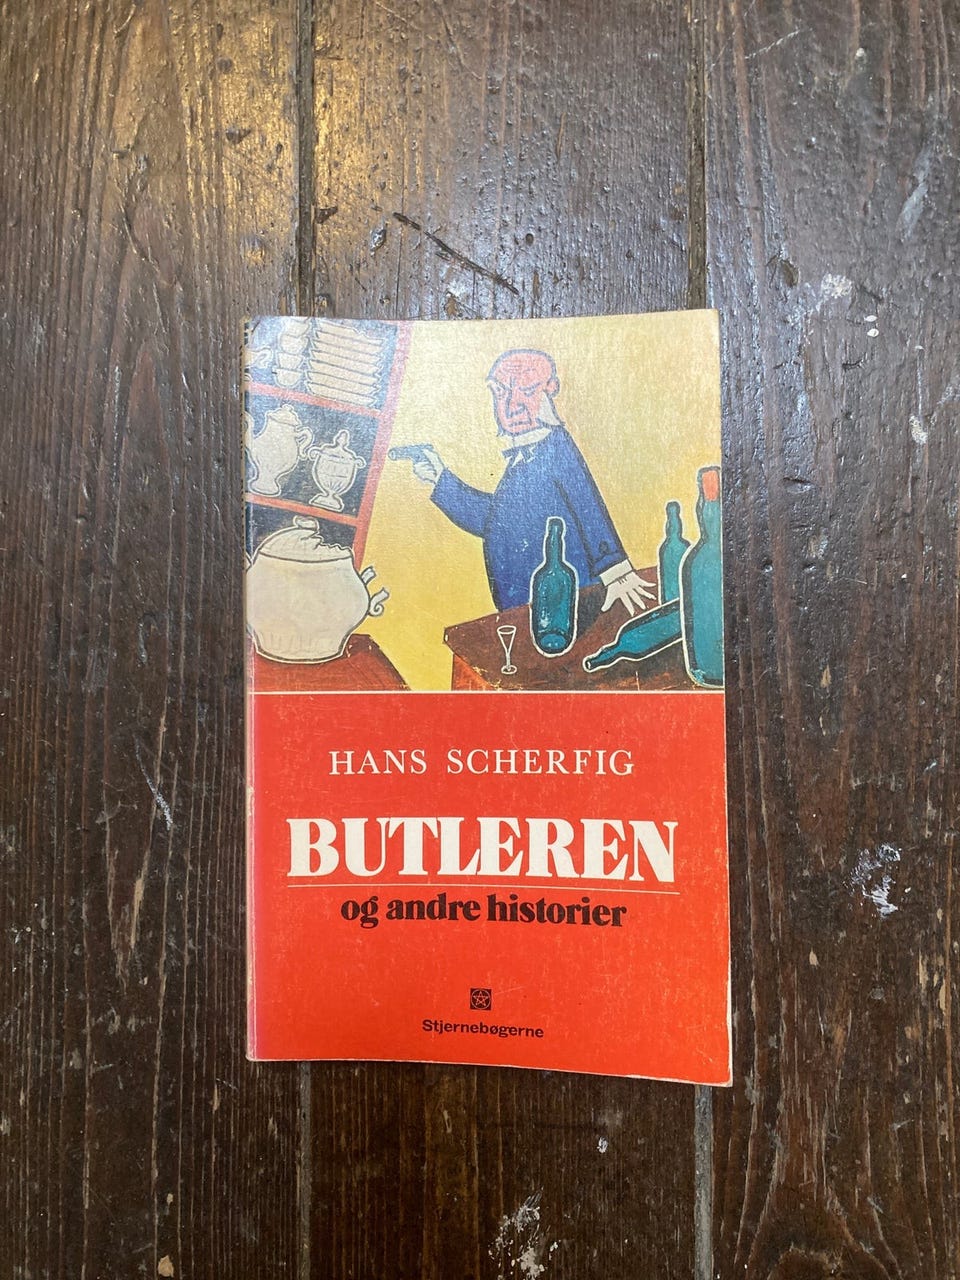 HANS SCHERFIG
BUTLEREN
og andre historier
Stjernebøgerne